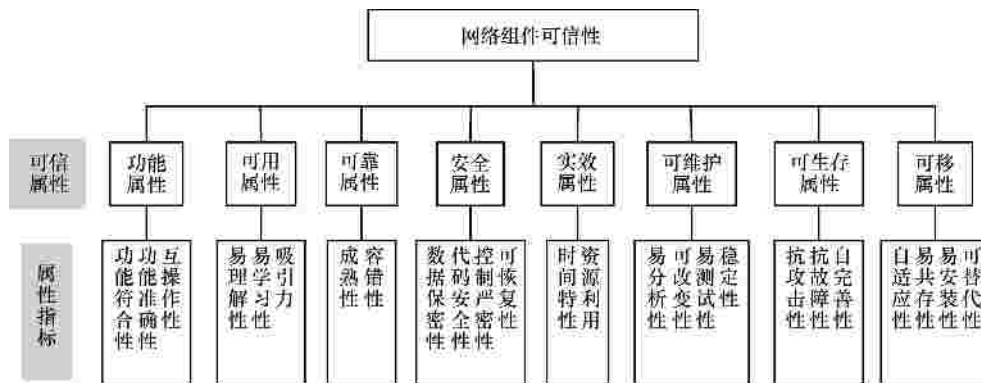 网络组件可信性
可信
属性
功能
属性
可用
属性
可靠
属性
安全
属性
实效
属性
可维护
属性
可生存
属性
可移
属性
属性指标
功能符合性
功能准确性
互操作性
易理解性
易学习性
吸引力
成熟性
容错性
数据保密性
代码安全性
控制严密性
可恢复性
时间特性
资源利用
易分析性
可改变性
易测试性
稳定性
抗攻击性
抗故障性
自完善性
自适应性
易共存性
易安装性
可替代性